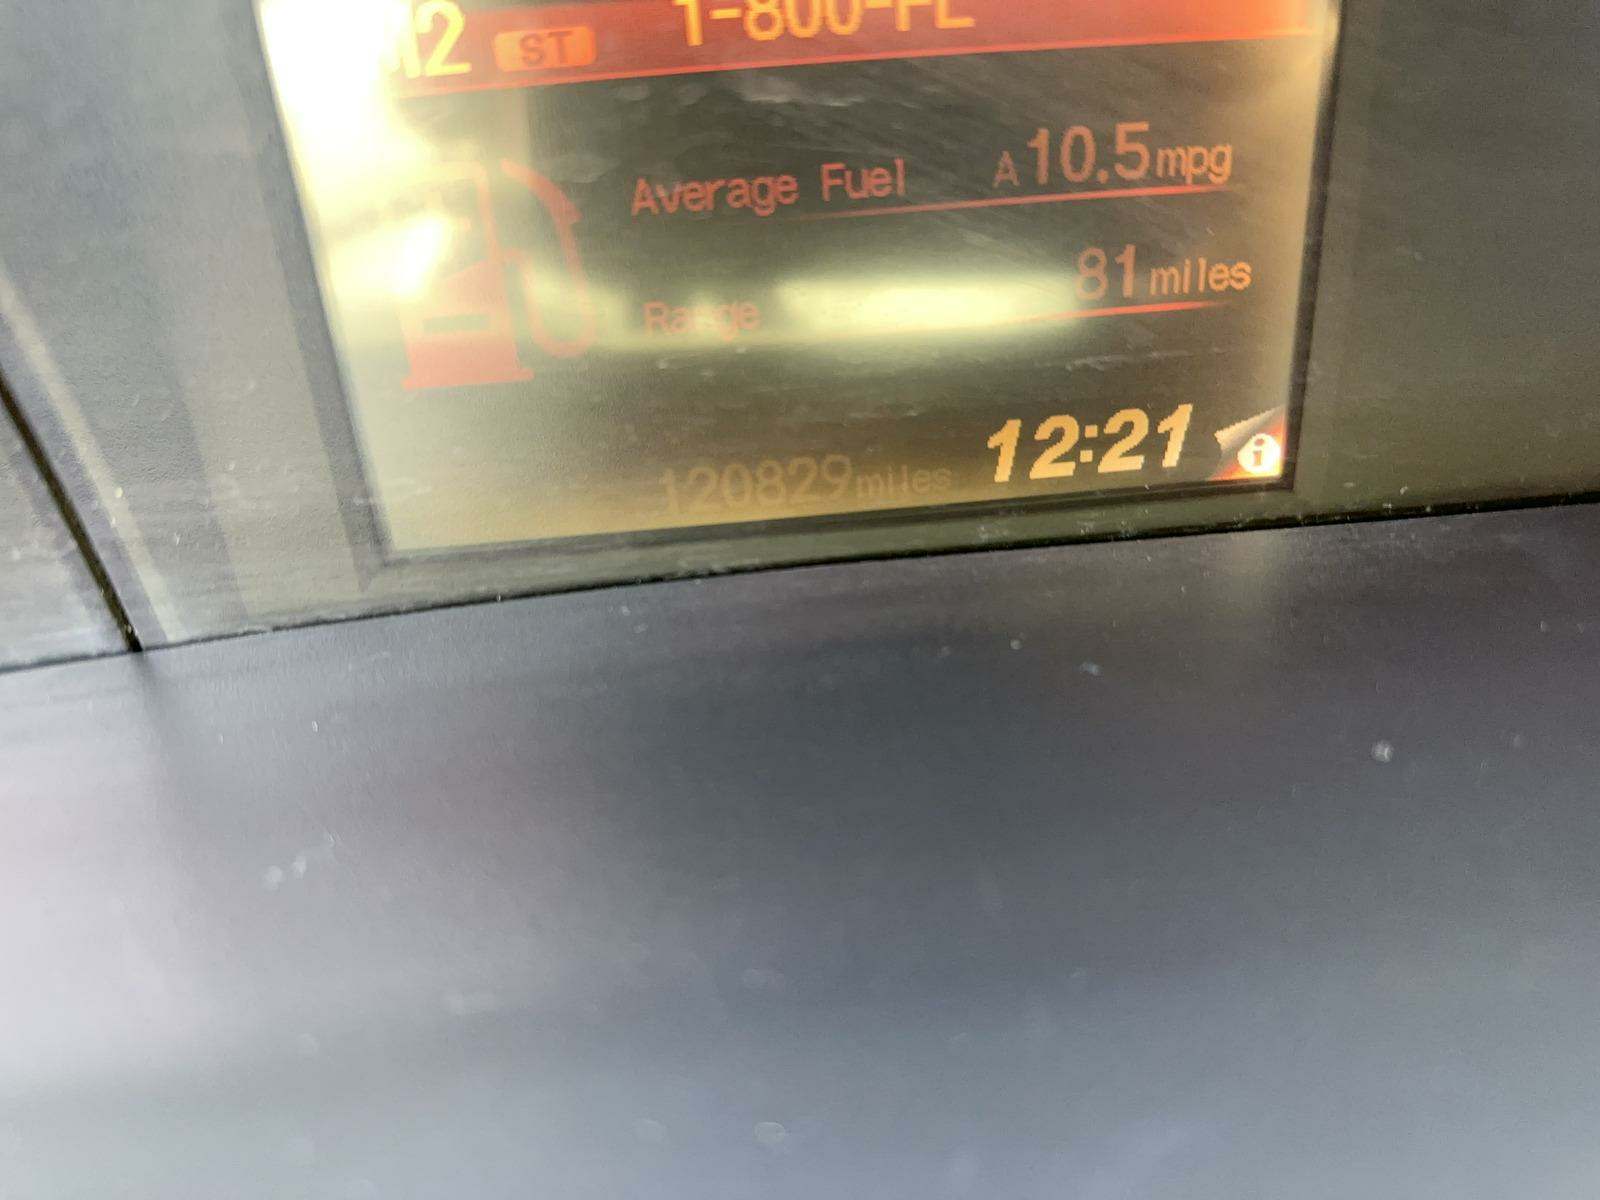 ST 1-800-FL
Average Fuel A 10.5 mpg
Range 81 miles
120829 miles 12:21